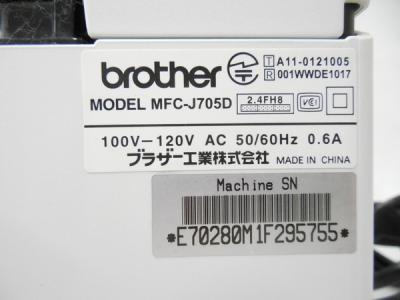 brother
T A11-0121005
R 001WWDE1017
MODEL MFC-J705D 2.4FH8 VCI
100V-120V AC 50/60Hz 0.6A
ブラザー工業株式会社 MADE IN CHINA
Machine SN
*E70280M1F295755*